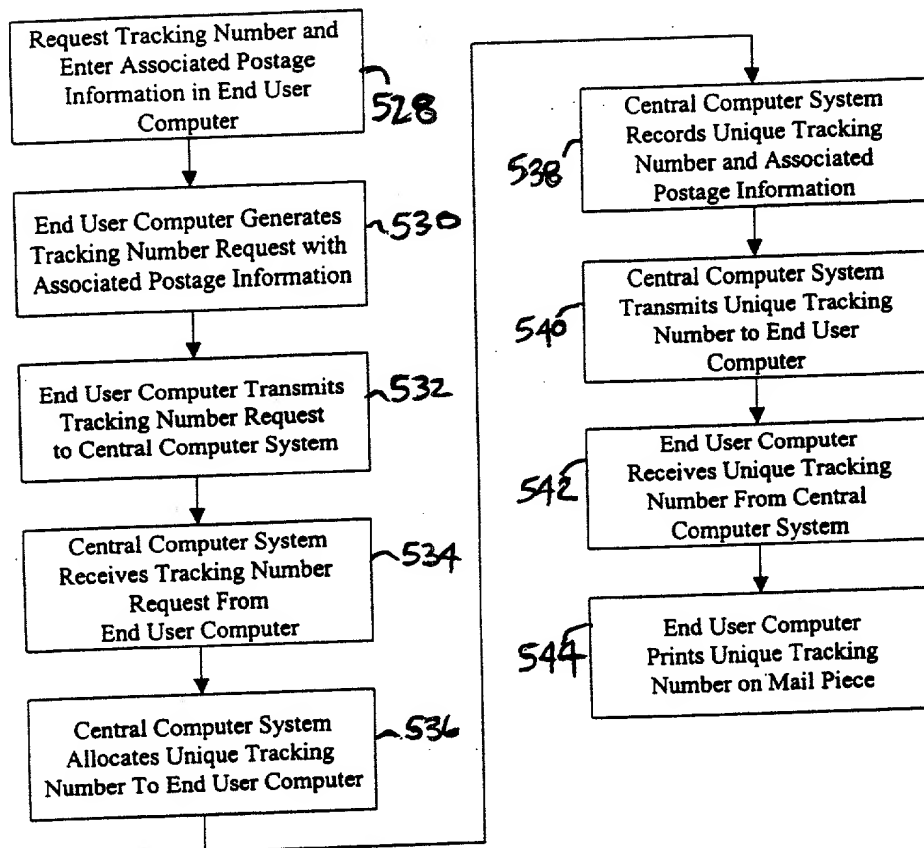 Request Tracking Number and
Enter Associated Postage
Information in End User
Computer
528
End User Computer Generates
Tracking Number Request with
Associated Postage Information
530
End User Computer Transmits
Tracking Number Request
to Central Computer System
532
Central Computer System
Receives Tracking Number
Request From
End User Computer
534
Central Computer System
Allocates Unique Tracking
Number To End User Computer
536
Central Computer System
Records Unique Tracking
Number and Associated
Postage Information
538
Central Computer System
Transmits Unique Tracking
Number to End User
Computer
540
End User Computer
Receives Unique Tracking
Number From Central
Computer System
542
End User Computer
Prints Unique Tracking
Number on Mail Piece
544